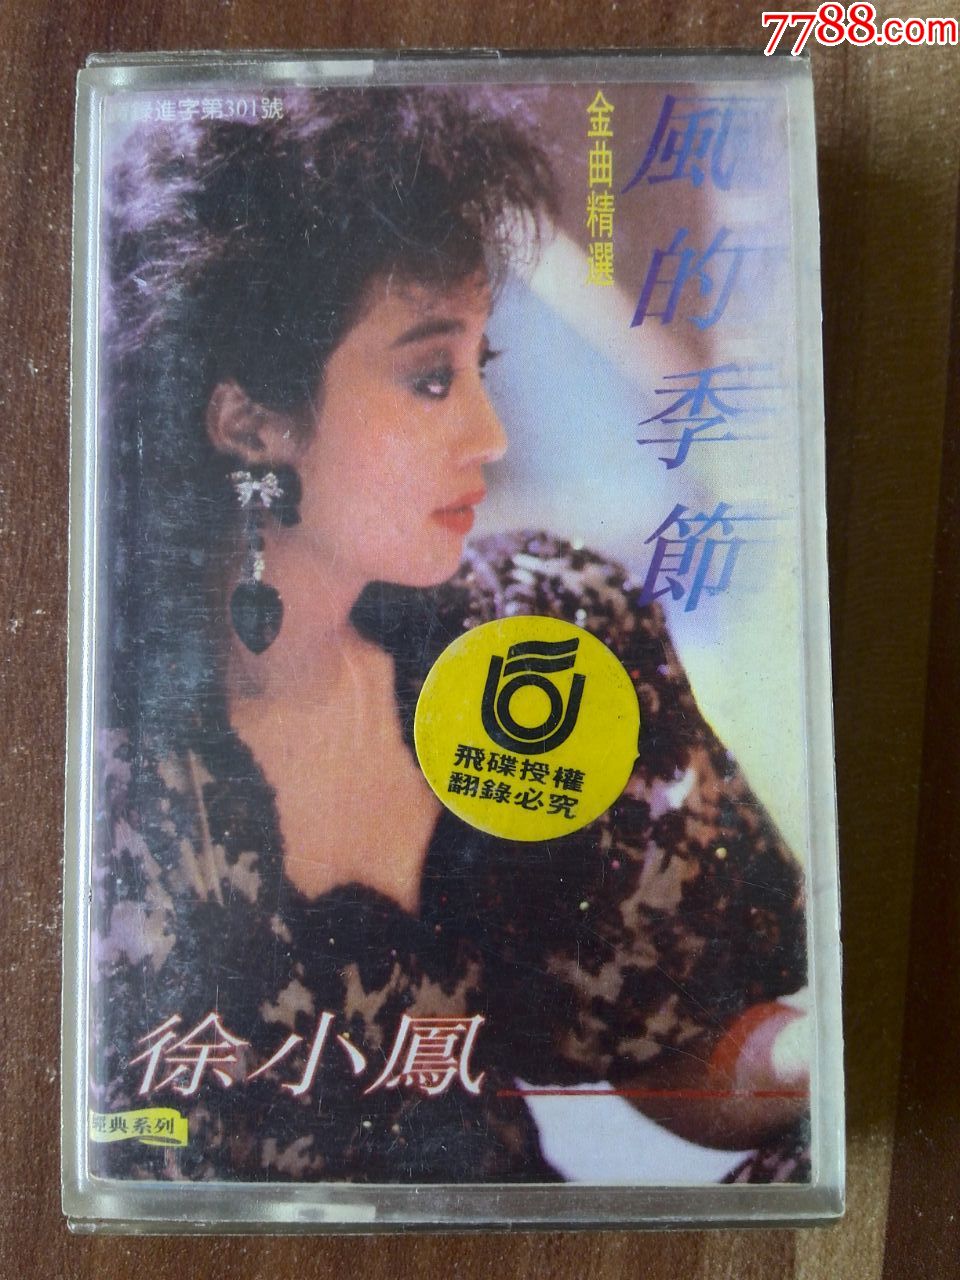 7788.com
錄進字第301號
金曲精選
風的季節
飛碟授權
翻錄必究
徐小鳳
經典系列